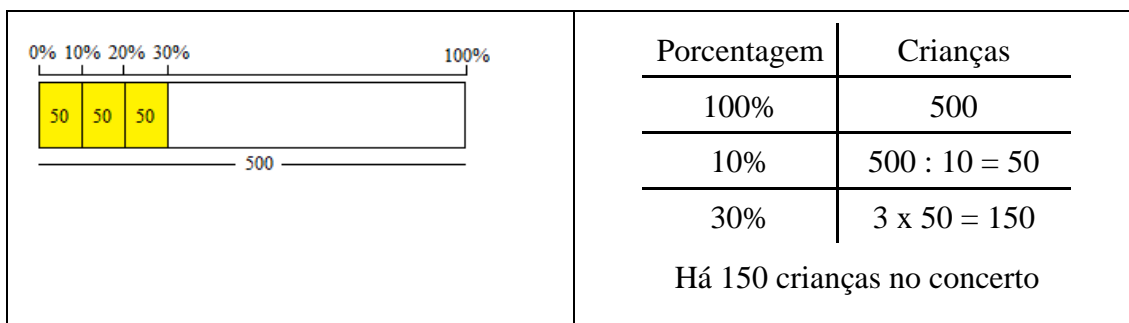 0% 10% 20% 30% 100%
50 50 50
500
Porcentagem Crianças
100% 500
10% 500 : 10 = 50
30% 3 x 50 = 150
Há 150 crianças no concerto